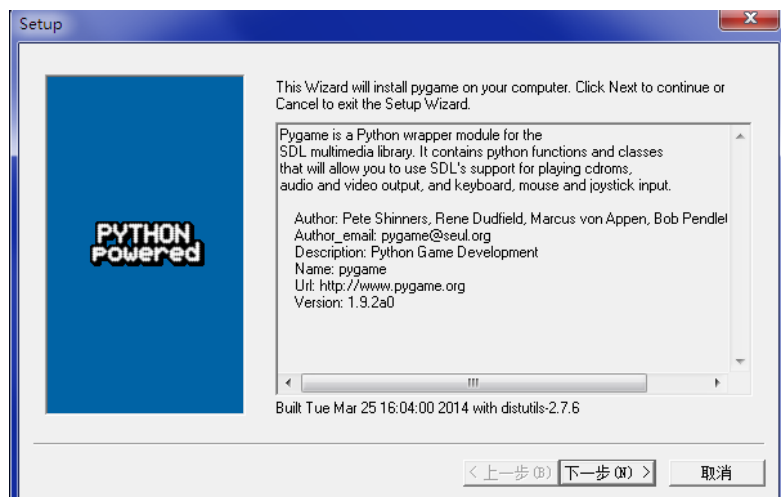 Setup
This Wizard will install pygame on your computer. Click Next to continue or
Cancel to exit the Setup Wizard.
Pygame is a Python wrapper module for the
SDL multimedia library. It contains python functions and classes
that will allow you to use SDL's support for playing cdroms,
audio and video output, and keyboard, mouse and joystick input.
Author: Pete Shinners, Rene Dudfield, Marcus von Appen, Bob Pendlet
Author_email: pygame@seul.org
Description: Python Game Development
Name: pygame
Url: http://www.pygame.org
Version: 1.9.2a0
PYTHON
Powered
Built Tue Mar 25 16:04:00 2014 with distutils-2.7.6
< 上一步(B) 下一步(N) > 取消